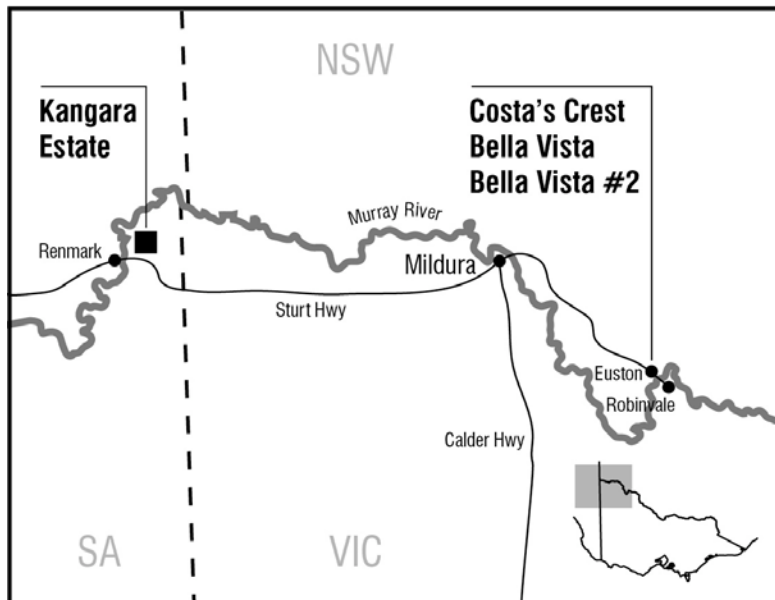 NSW
Kangara
Estate
Costa's Crest
Bella Vista
Bella Vista #2
Murray River
Renmark
Mildura
Sturt Hwy
Euston
Robinvale
Calder Hwy
SA
VIC